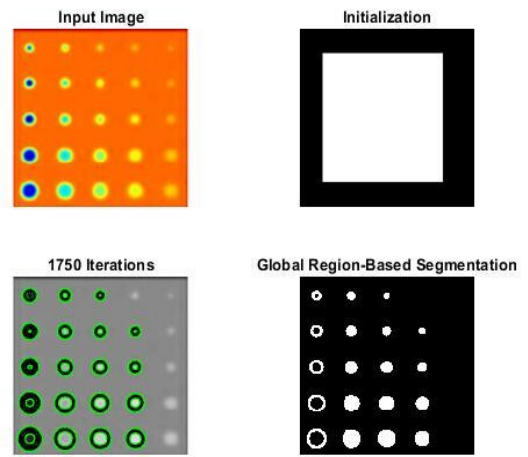 Input Image
Initialization
1750 Iterations
Global Region-Based Segmentation